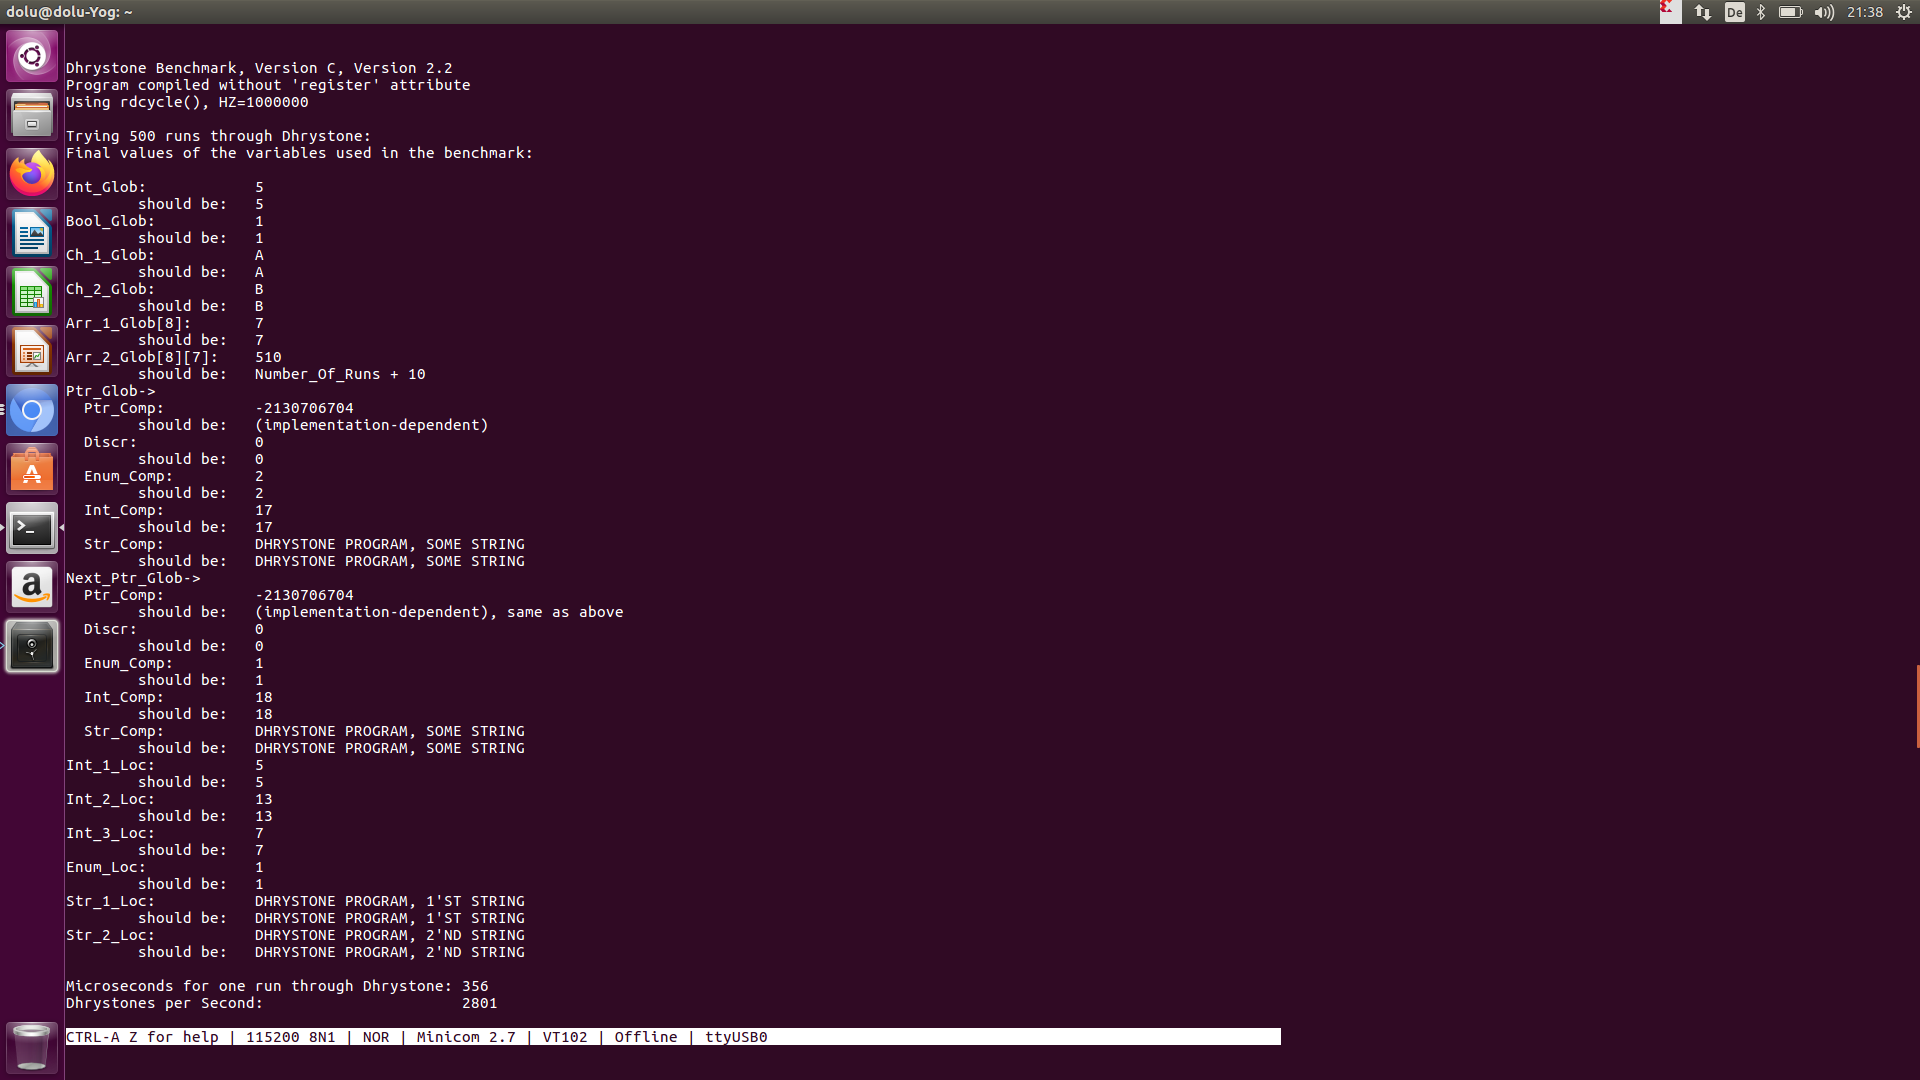 dolu@dolu-Yog: ~
De
21:38
Dhrystone Benchmark, Version C, Version 2.2
Program compiled without 'register' attribute
Using rdcycle(), HZ=1000000
Trying 500 runs through Dhrystone:
Final values of the variables used in the benchmark:
Int_Glob: 5
should be: 5
Bool_Glob: 1
should be: 1
Ch_1_Glob: A
should be: A
Ch_2_Glob: B
should be: B
Arr_1_Glob[8]: 7
should be: 7
Arr_2_Glob[8][7]: 510
should be: Number_Of_Runs + 10
Ptr_Glob->
Ptr_Comp: -2130706704
should be: (implementation-dependent)
Discr: 0
should be: 0
Enum_Comp: 2
should be: 2
Int_Comp: 17
should be: 17
Str_Comp: DHRYSTONE PROGRAM, SOME STRING
should be: DHRYSTONE PROGRAM, SOME STRING
Next_Ptr_Glob->
Ptr_Comp: -2130706704
should be: (implementation-dependent), same as above
Discr: 0
should be: 0
Enum_Comp: 1
should be: 1
Int_Comp: 18
should be: 18
Str_Comp: DHRYSTONE PROGRAM, SOME STRING
should be: DHRYSTONE PROGRAM, SOME STRING
Int_1_Loc: 5
should be: 5
Int_2_Loc: 13
should be: 13
Int_3_Loc: 7
should be: 7
Enum_Loc: 1
should be: 1
Str_1_Loc: DHRYSTONE PROGRAM, 1'ST STRING
should be: DHRYSTONE PROGRAM, 1'ST STRING
Str_2_Loc: DHRYSTONE PROGRAM, 2'ND STRING
should be: DHRYSTONE PROGRAM, 2'ND STRING
Microseconds for one run through Dhrystone: 356
Dhrystones per Second: 2801
CTRL-A Z for help | 115200 8N1 | NOR | Minicom 2.7 | VT102 | Offline | ttyUSB0